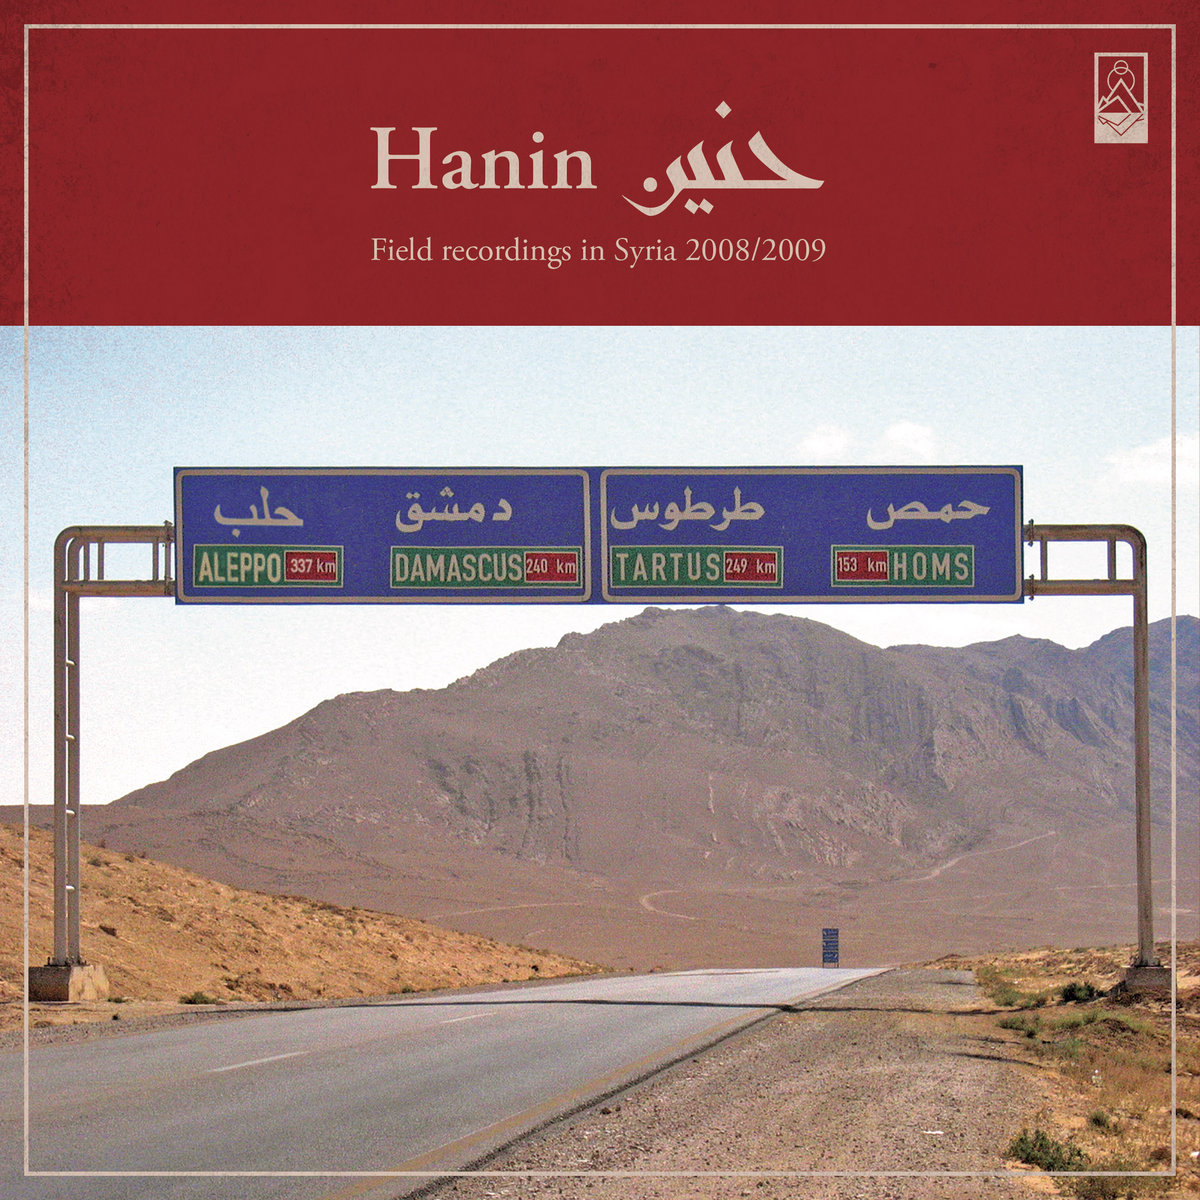 Hanin حنين
Field recordings in Syria 2008/2009
حلب
ALEPPO 337 km
دمشق
DAMASCUS 240 km
طرطوس
TARTUS 249 km
حمص
153 km HOMS